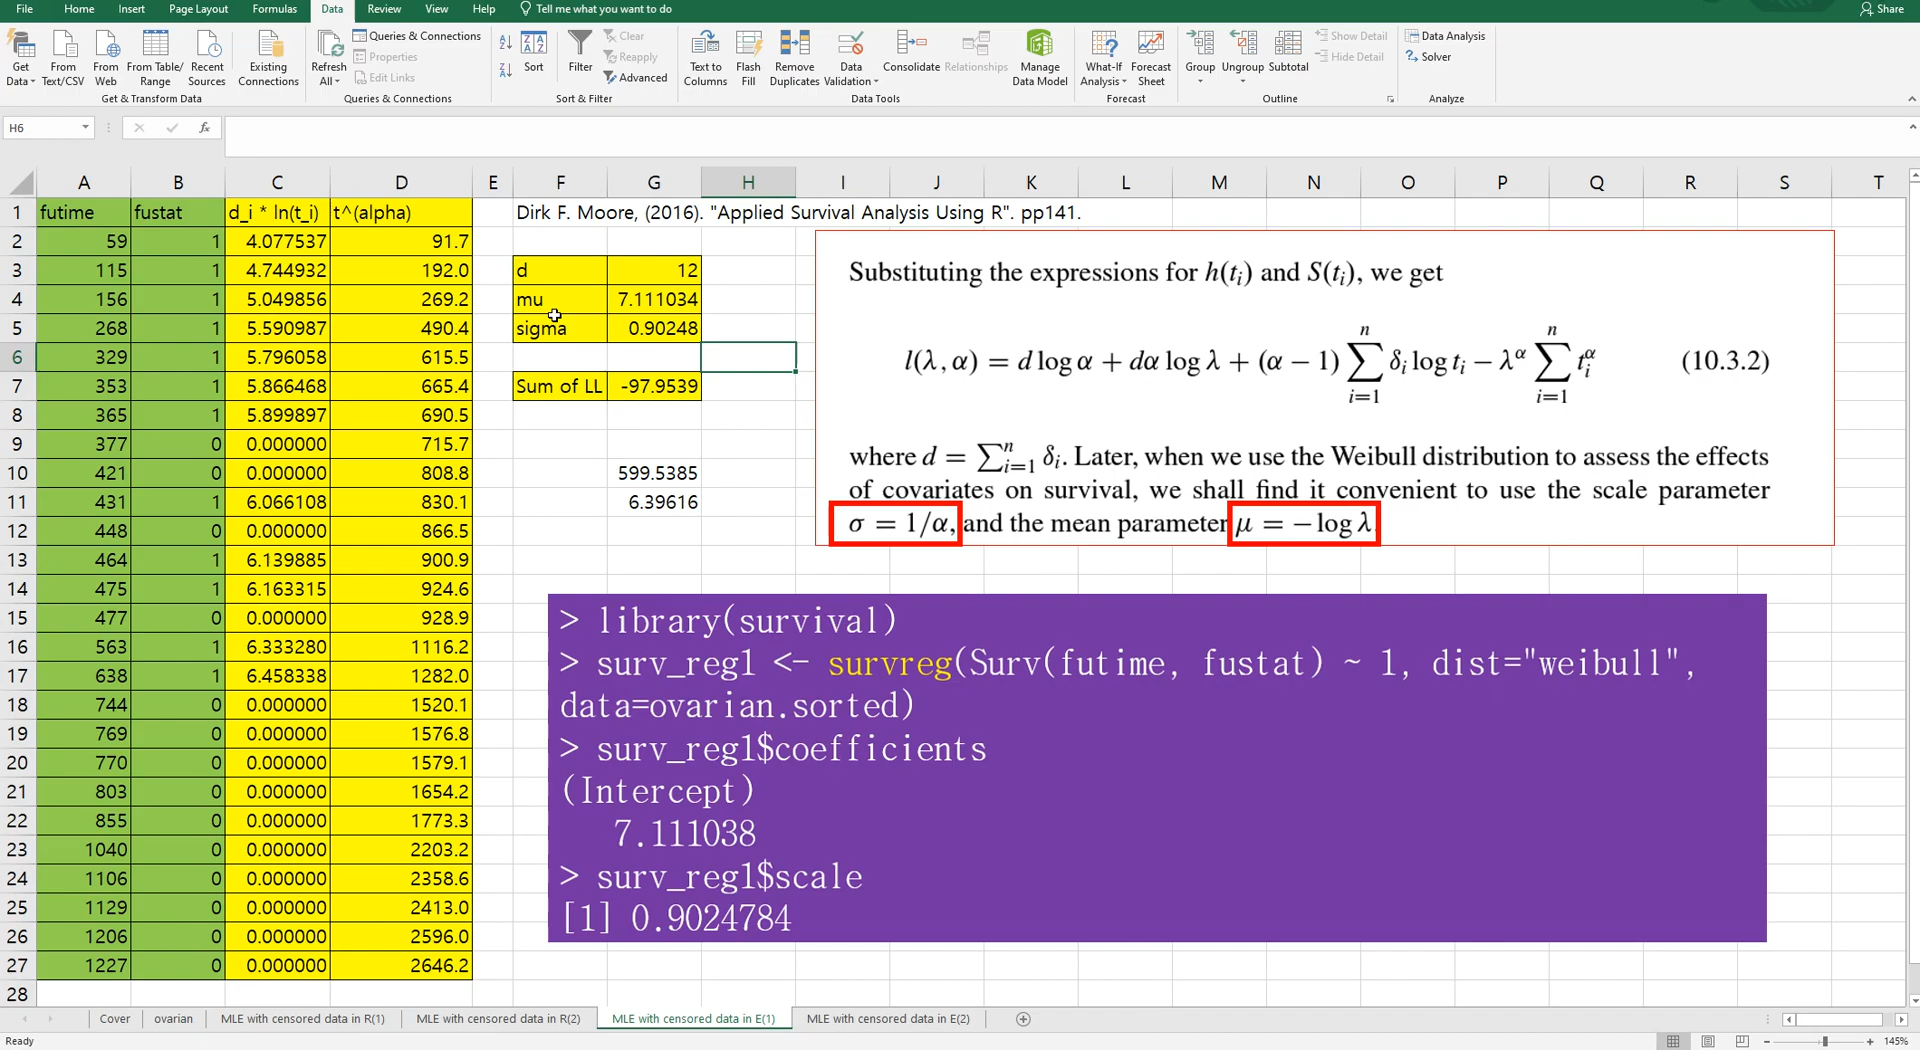 File Home Insert Page Layout Formulas Data Review View Help Tell me what you want to do Share
Get Data From Text/CSV From Web From Table/ Range Recent Sources Existing Connections
Get & Transform Data
Refresh All Queries & Connections Properties Edit Links
Queries & Connections
Sort Filter Clear Reapply Advanced
Sort & Filter
Text to Columns Flash Fill Remove Duplicates Data Validation Consolidate Relationships Manage Data Model
Data Tools
What-If Analysis Forecast Sheet
Forecast
Group Ungroup Subtotal Show Detail Hide Detail
Outline
Data Analysis Solver
Analyze
H6 fx
A B C D E F G H I J K L M N O P Q R S T
1 futime fustat d_i * ln(t_i) t^(alpha) Dirk F. Moore, (2016). "Applied Survival Analysis Using R". pp141.
2 59 1 4.077537 91.7
3 115 1 4.744932 192.0 d 12
4 156 1 5.049856 269.2 mu 7.111034
5 268 1 5.590987 490.4 sigma 0.90248
6 329 1 5.796058 615.5
7 353 1 5.866468 665.4 Sum of LL -97.9539
8 365 1 5.899897 690.5
9 377 0 0.000000 715.7
10 421 0 0.000000 808.8 599.5385
11 431 1 6.066108 830.1 6.39616
12 448 0 0.000000 866.5
13 464 1 6.139885 900.9
14 475 1 6.163315 924.6
15 477 0 0.000000 928.9
16 563 1 6.333280 1116.2
17 638 1 6.458338 1282.0
18 744 0 0.000000 1520.1
19 769 0 0.000000 1576.8
20 770 0 0.000000 1579.1
21 803 0 0.000000 1654.2
22 855 0 0.000000 1773.3
23 1040 0 0.000000 2203.2
24 1106 0 0.000000 2358.6
25 1129 0 0.000000 2413.0
26 1206 0 0.000000 2596.0
27 1227 0 0.000000 2646.2
28
Substituting the expressions for h(tᵢ) and S(tᵢ), we get
l(λ, α) = d log α + dα log λ + (α − 1) ∑ⁿᵢ₌₁ δᵢ log tᵢ − λ^α ∑ⁿᵢ₌₁ tᵢ^α (10.3.2)
where d = ∑ⁿᵢ₌₁ δᵢ. Later, when we use the Weibull distribution to assess the effects
of covariates on survival, we shall find it convenient to use the scale parameter
σ = 1/α, and the mean parameter μ = − log λ
> library(survival)
> surv_reg1 <- survreg(Surv(futime, fustat) ~ 1, dist="weibull",
data=ovarian.sorted)
> surv_reg1$coefficients
(Intercept)
7.111038
> surv_reg1$scale
[1] 0.9024784
Cover ovarian MLE with censored data in R(1) MLE with censored data in R(2) MLE with censored data in E(1) MLE with censored data in E(2)
Ready 145%